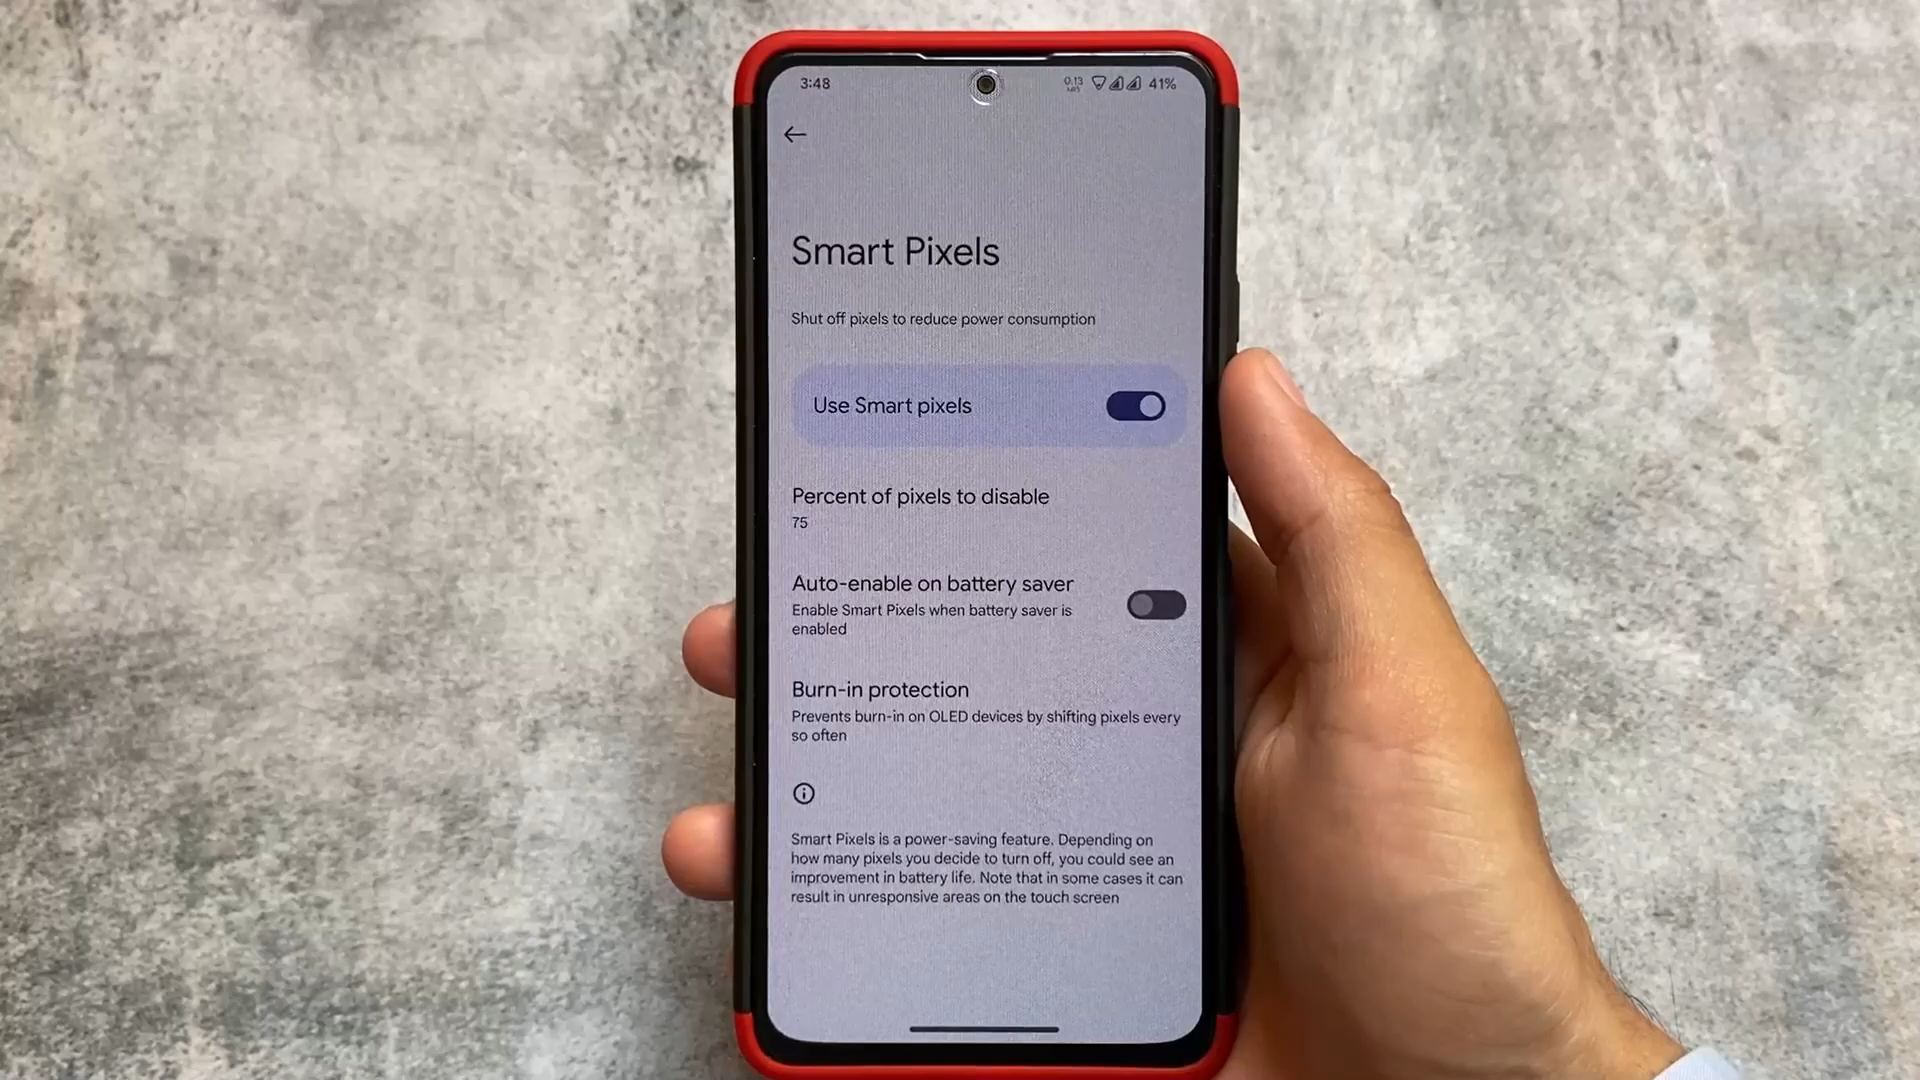 3:48
0.13
41%
Smart Pixels
Shut off pixels to reduce power consumption
Use Smart pixels
Percent of pixels to disable
75
Auto-enable on battery saver
Enable Smart Pixels when battery saver is
enabled
Burn-in protection
Prevents burn-in on OLED devices by shifting pixels every
so often
Smart Pixels is a power-saving feature. Depending on
how many pixels you decide to turn off, you could see an
improvement in battery life. Note that in some cases it can
result in unresponsive areas on the touch screen